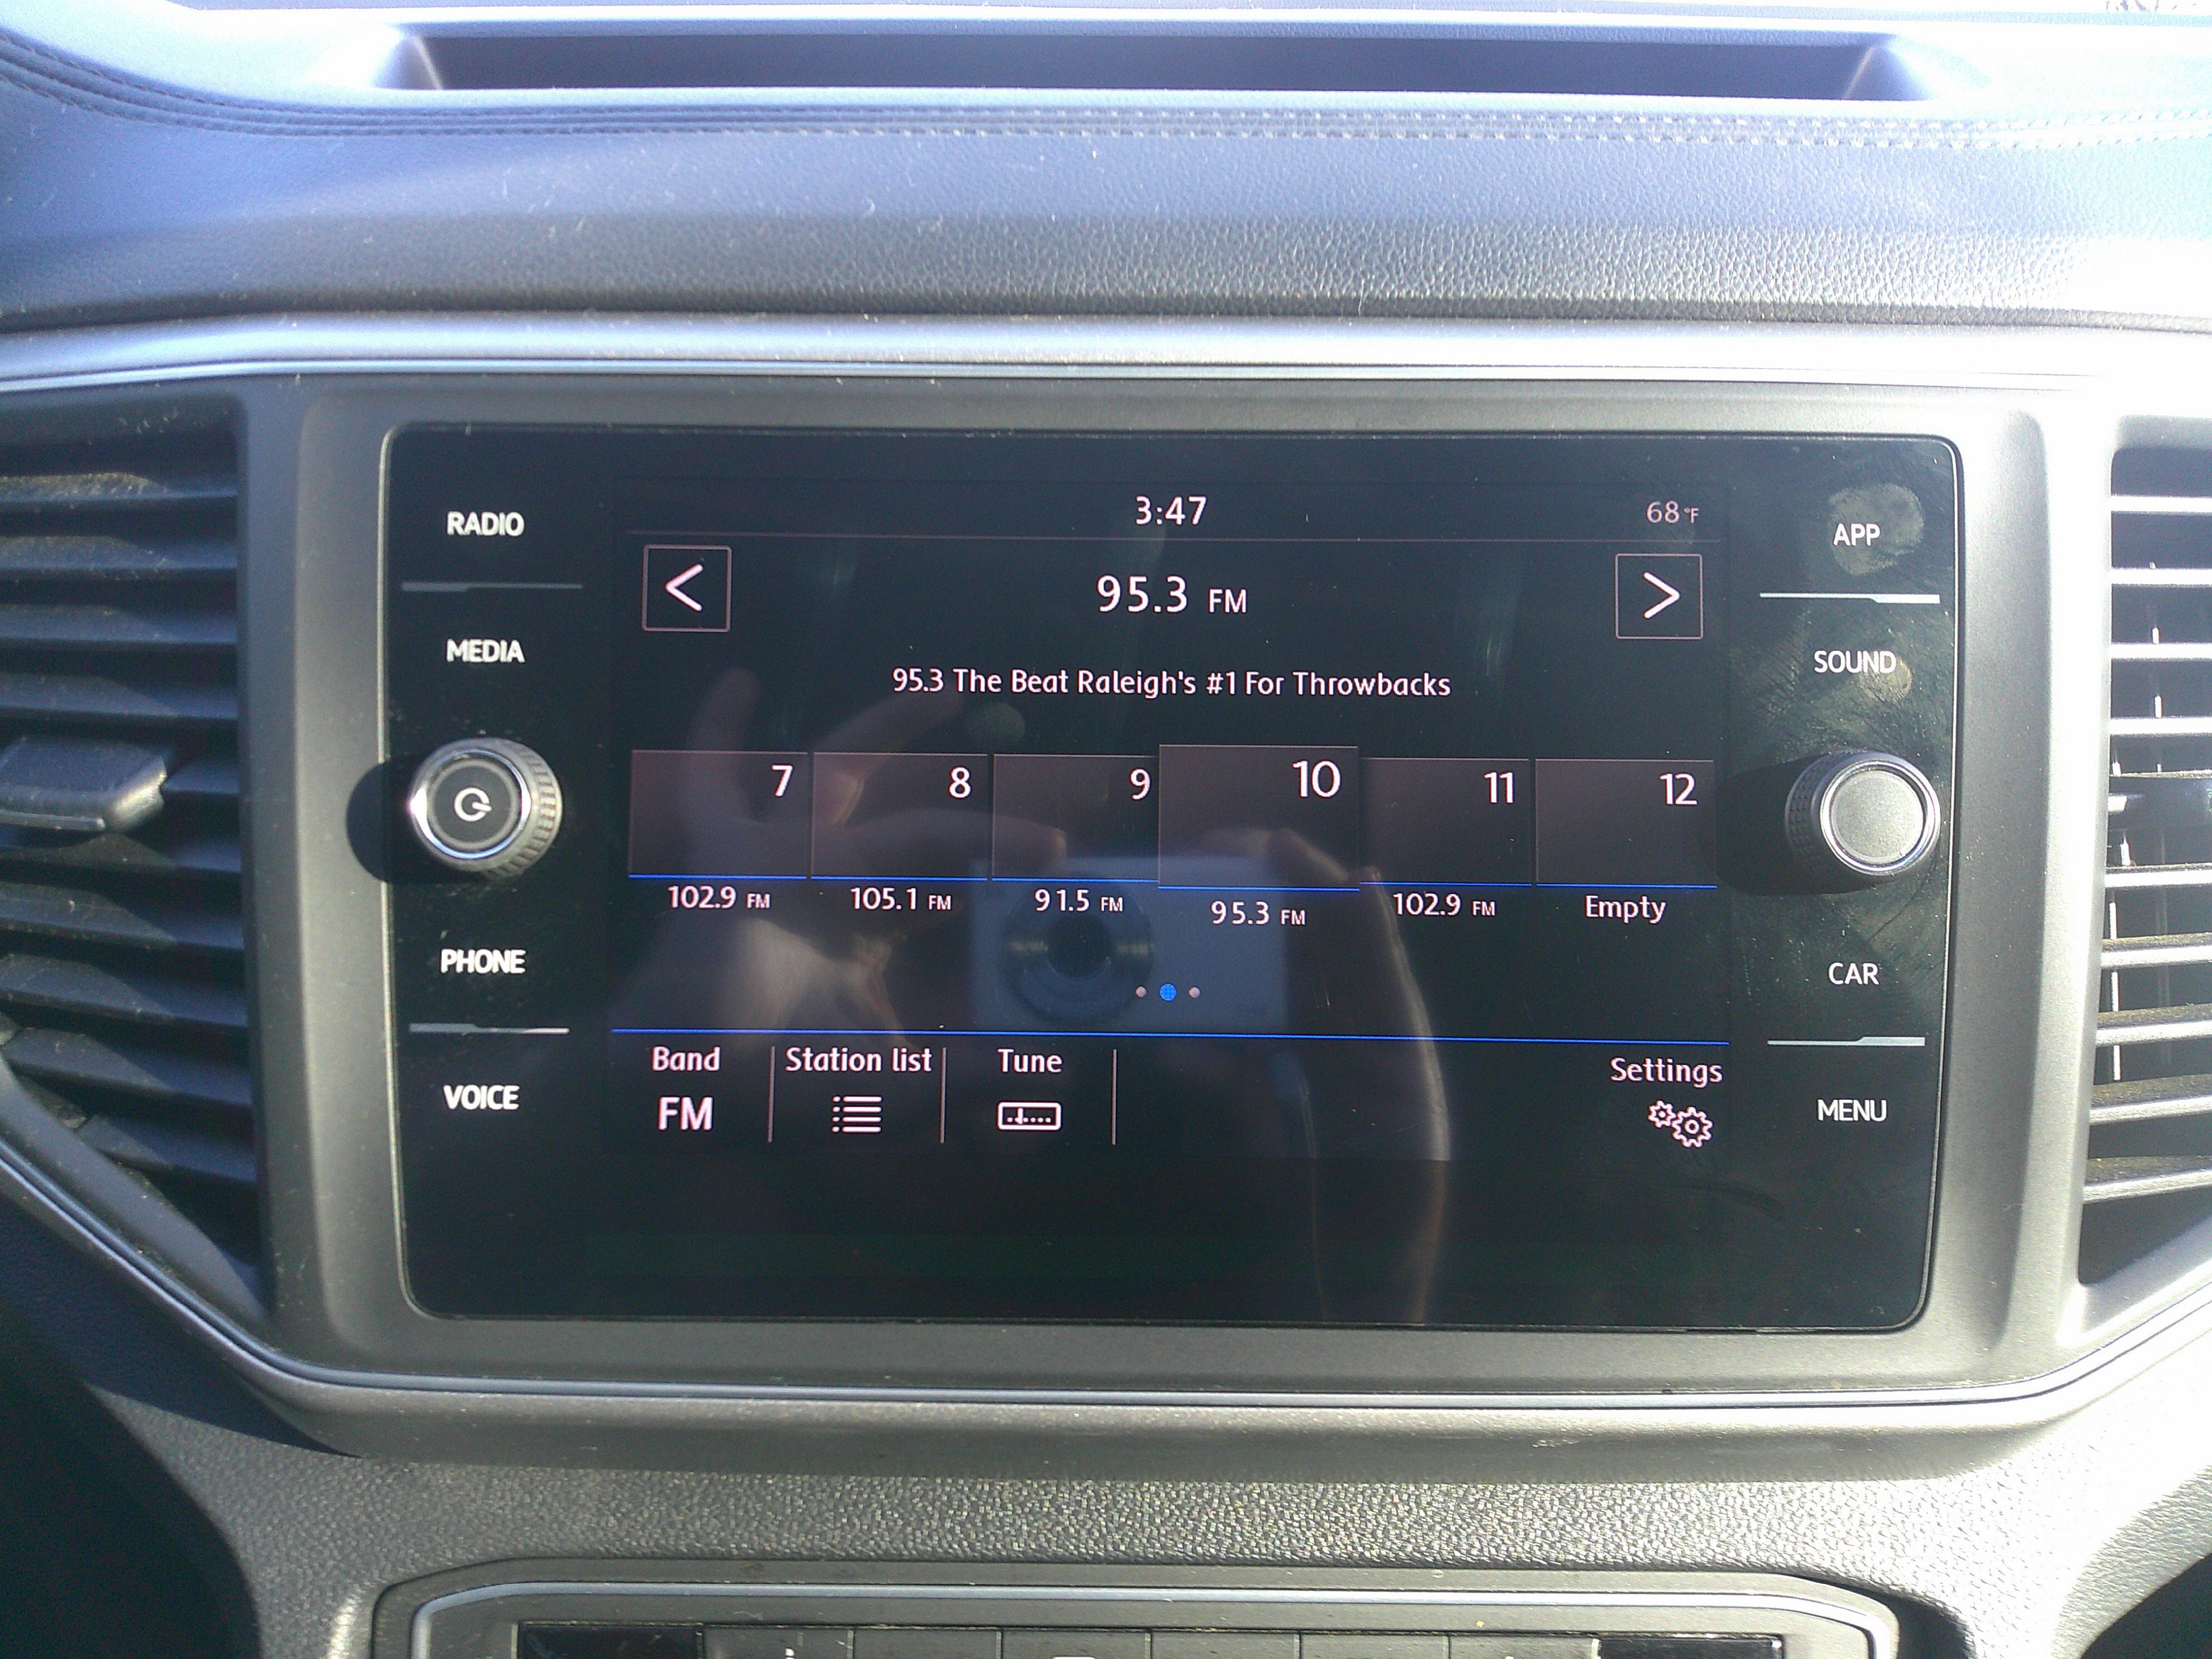 3:47
68°F
RADIO
APP
<
95.3 FM
>
MEDIA
SOUND
95.3 The Beat Raleigh's #1 For Throwbacks
7
8
9
10
11
12
102.9 FM
105.1 FM
91.5 FM
95.3 FM
102.9 FM
Empty
PHONE
CAR
Band
Station list
Tune
Settings
FM
VOICE
MENU